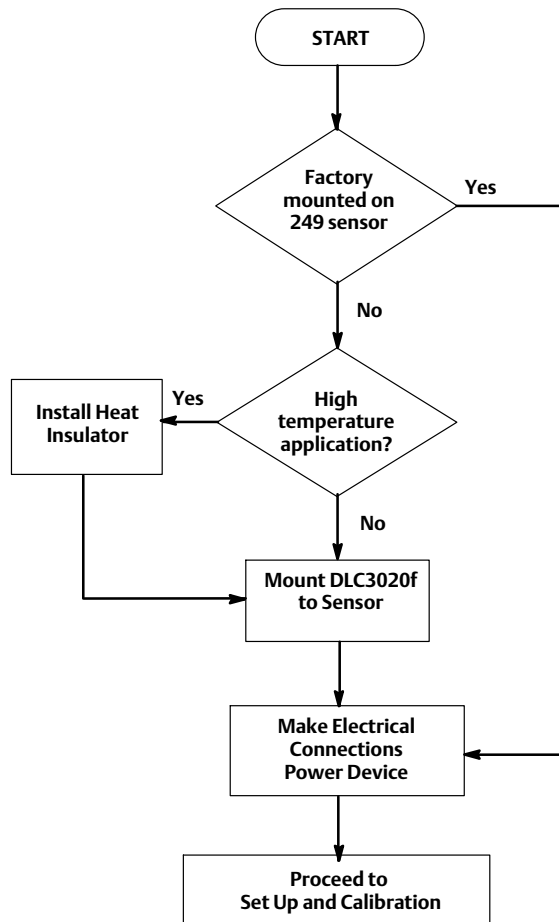 START
Factory
mounted on
249 sensor
Yes
No
High
temperature
application?
Yes
Install Heat
Insulator
No
Mount DLC3020f
to Sensor
Make Electrical
Connections
Power Device
Proceed to
Set Up and Calibration